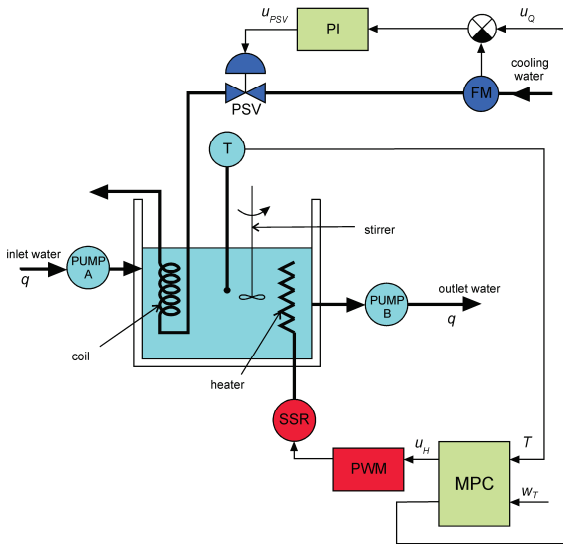 u_PSV
PI
u_Q
cooling
water
FM
PSV
T
stirrer
inlet water
q
PUMP
A
PUMP
B
outlet water
q
coil
heater
SSR
PWM
u_H
MPC
T
w_T